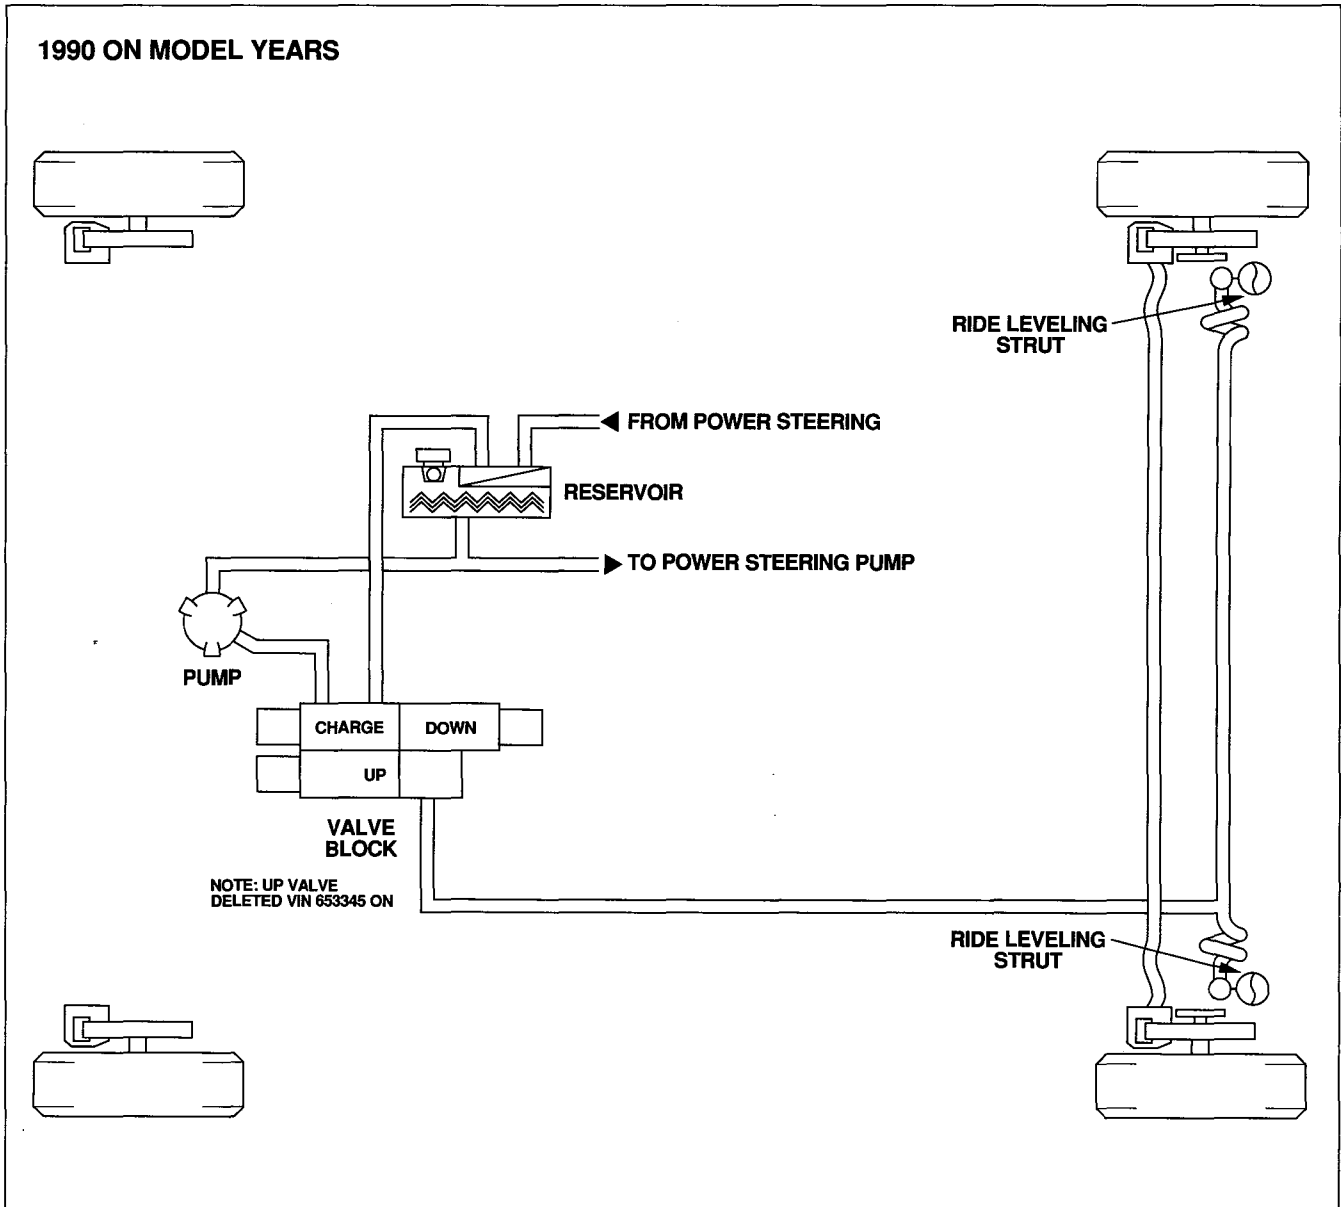 1990 ON MODEL YEARS
RIDE LEVELING
STRUT
FROM POWER STEERING
RESERVOIR
TO POWER STEERING PUMP
PUMP
CHARGE
DOWN
UP
VALVE
BLOCK
NOTE: UP VALVE
DELETED VIN 653345 ON
RIDE LEVELING
STRUT